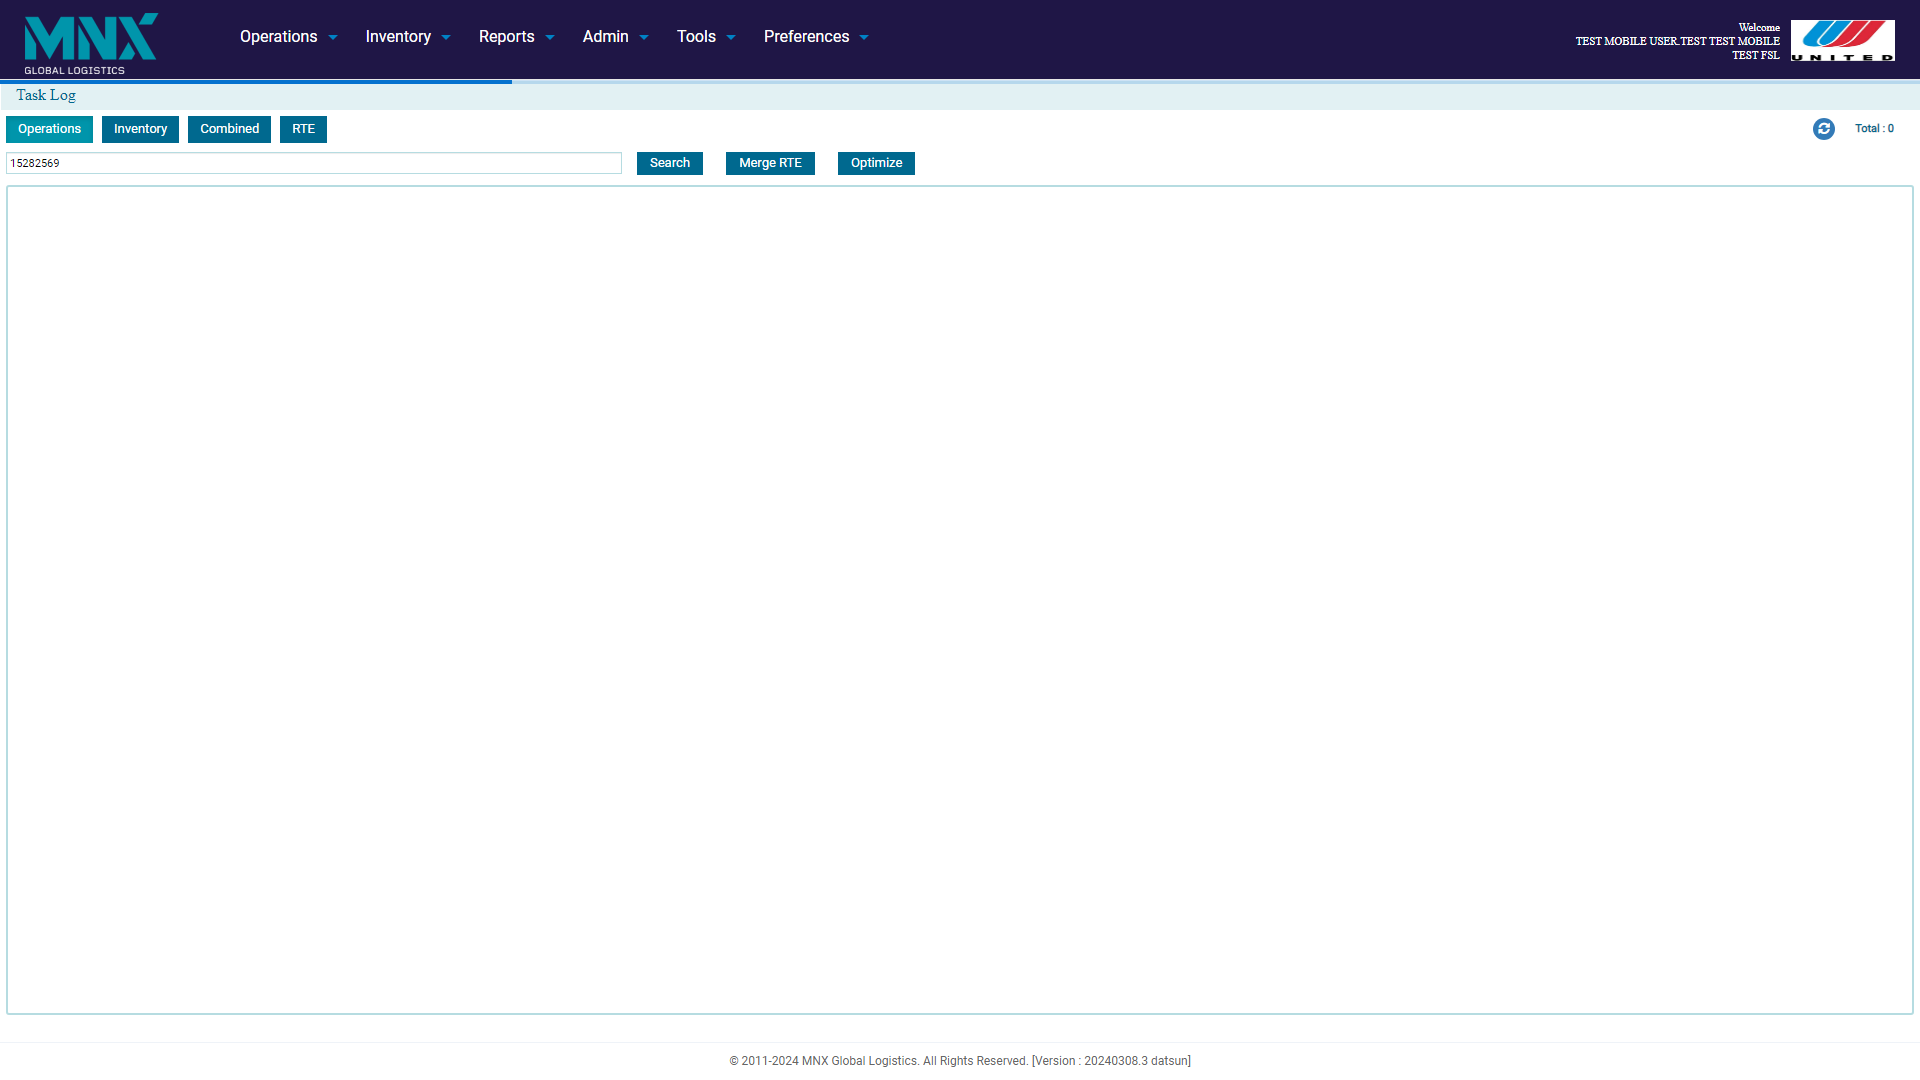 MNX
GLOBAL LOGISTICS
Operations Inventory Reports Admin Tools Preferences
Welcome
TEST MOBILE USER.TEST TEST MOBILE
TEST FSL
UNITED
Task Log
Operations Inventory Combined RTE
Total : 0
15282569 Search Merge RTE Optimize
© 2011-2024 MNX Global Logistics. All Rights Reserved. [Version : 20240308.3 datsun]